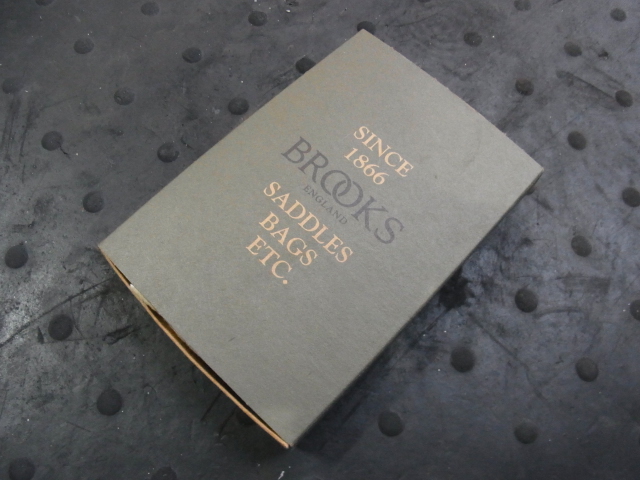 SINCE
1866
BROOKS
ENGLAND
SADDLES
BAGS
ETC.